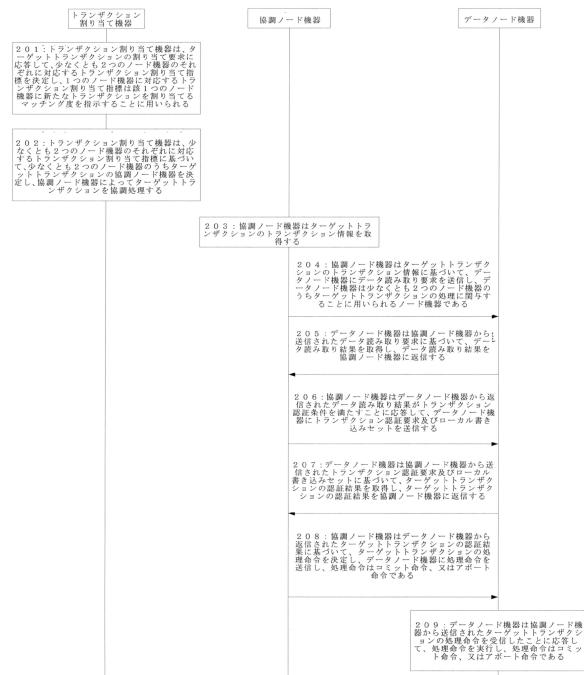 トランザクション
割り当て機器
協調ノード機器
データノード機器
201:トランザクション割り当て機器は、ター
ゲットトランザクションの割り当て要求に
応答して、少なくとも2つのノード機器のそれ
ぞれに対応するトランザクション割り当て指
標を決定し、1つのノード機器に対応するトラ
ンザクション割り当て指標は該1つのノード
機器に新たなトランザクションを割り当てる
マッチング度を指示することに用いられる
202:トランザクション割り当て機器は、少
なくとも2つのノード機器のそれぞれに対応
するトランザクション割り当て指標に基づい
て、少なくとも2つのノード機器のうちターゲ
ットトランザクションの協調ノード機器を決
定し、協調ノード機器によってターゲットトラ
ンザクションを協調処理する
203:協調ノード機器はターゲットトラ
ンザクションのトランザクション情報を取
得する
204:協調ノード機器はターゲットトランザク
ションのトランザクション情報に基づいて、デー
タノード機器にデータ読み取り要求を送信し、デ
ータノード機器は少なくとも2つのノード機器の
うちターゲットトランザクションの処理に関与す
ることに用いられるノード機器である
205:データノード機器は協調ノード機器から
送信されたデータ読み取り要求に基づいて、デー
タ読み取り結果を取得し、データ読み取り結果を
協調ノード機器に返信する
206:協調ノード機器はデータノード機器から返
信されたデータ読み取り結果がトランザクション
認証条件を満たすことに応答して、データノード機
器にトランザクション認証要求及びローカル書き
込みセットを送信する
207:データノード機器は協調ノード機器から送
信されたトランザクション認証要求及びローカル
書き込みセットに基づいて、ターゲットトランザク
ションの認証結果を取得し、ターゲットトランザク
ションの認証結果を協調ノード機器に返信する
208:協調ノード機器はデータノード機器から
返信されたターゲットトランザクションの認証結
果に基づいて、ターゲットトランザクションの処
理命令を決定し、データノード機器に処理命令を
送信し、処理命令はコミット命令、又はアボート
命令である
209:データノード機器は協調ノード機
器から送信されたターゲットトランザクシ
ョンの処理命令を受信したことに応答し
て、処理命令を実行し、処理命令はコミッ
ト命令、又はアボート命令である